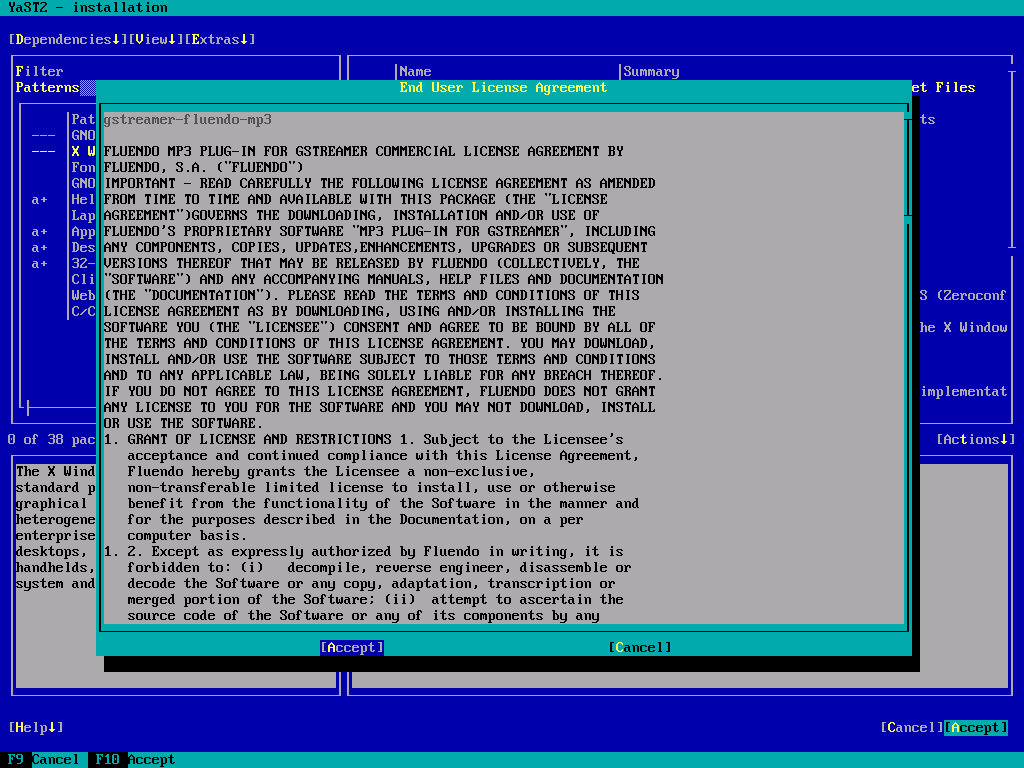 YaST2 - installation
[Dependencies↓][View↓][Extras↓]
Filter
Name
Summary
Patterns
End User License Agreement
et Files
Pat
gstreamer-fluendo-mp3
ts
--- GNO
--- X W
FLUENDO MP3 PLUG-IN FOR GSTREAMER COMMERCIAL LICENSE AGREEMENT BY
Fon
FLUENDO, S.A. ("FLUENDO")
GNO
IMPORTANT - READ CAREFULLY THE FOLLOWING LICENSE AGREEMENT AS AMENDED
a+ Hel
FROM TIME TO TIME AND AVAILABLE WITH THIS PACKAGE (THE "LICENSE
Lap
AGREEMENT")GOVERNS THE DOWNLOADING, INSTALLATION AND/OR USE OF
a+ App
FLUENDO'S PROPRIETARY SOFTWARE "MP3 PLUG-IN FOR GSTREAMER", INCLUDING
a+ Des
ANY COMPONENTS, COPIES, UPDATES,ENHANCEMENTS, UPGRADES OR SUBSEQUENT
a+ 32-
VERSIONS THEREOF THAT MAY BE RELEASED BY FLUENDO (COLLECTIVELY, THE
Cli
"SOFTWARE") AND ANY ACCOMPANYING MANUALS, HELP FILES AND DOCUMENTATION
Web
(THE "DOCUMENTATION"). PLEASE READ THE TERMS AND CONDITIONS OF THIS
S (Zeroconf
C/C
LICENSE AGREEMENT AS BY DOWNLOADING, USING AND/OR INSTALLING THE
SOFTWARE YOU (THE "LICENSEE") CONSENT AND AGREE TO BE BOUND BY ALL OF
he X Window
THE TERMS AND CONDITIONS OF THIS LICENSE AGREEMENT. YOU MAY DOWNLOAD,
INSTALL AND/OR USE THE SOFTWARE SUBJECT TO THOSE TERMS AND CONDITIONS
AND TO ANY APPLICABLE LAW, BEING SOLELY LIABLE FOR ANY BREACH THEREOF.
IF YOU DO NOT AGREE TO THIS LICENSE AGREEMENT, FLUENDO DOES NOT GRANT
implementat
ANY LICENSE TO YOU FOR THE SOFTWARE AND YOU MAY NOT DOWNLOAD, INSTALL
OR USE THE SOFTWARE.
0 of 38 pac
1. GRANT OF LICENSE AND RESTRICTIONS 1. Subject to the Licensee's
[Actions↓]
acceptance and continued compliance with this License Agreement,
The X Wind
Fluendo hereby grants the Licensee a non-exclusive,
standard p
non-transferable limited license to install, use or otherwise
graphical
benefit from the functionality of the Software in the manner and
heterogene
for the purposes described in the Documentation, on a per
enterprise
computer basis.
desktops,
1. 2. Except as expressly authorized by Fluendo in writing, it is
handhelds,
forbidden to: (i) decompile, reverse engineer, disassemble or
system and
decode the Software or any copy, adaptation, transcription or
merged portion of the Software; (ii) attempt to ascertain the
source code of the Software or any of its components by any
[Accept]
[Cancel]
[Help↓]
[Cancel][Accept]
F9 Cancel F10 Accept